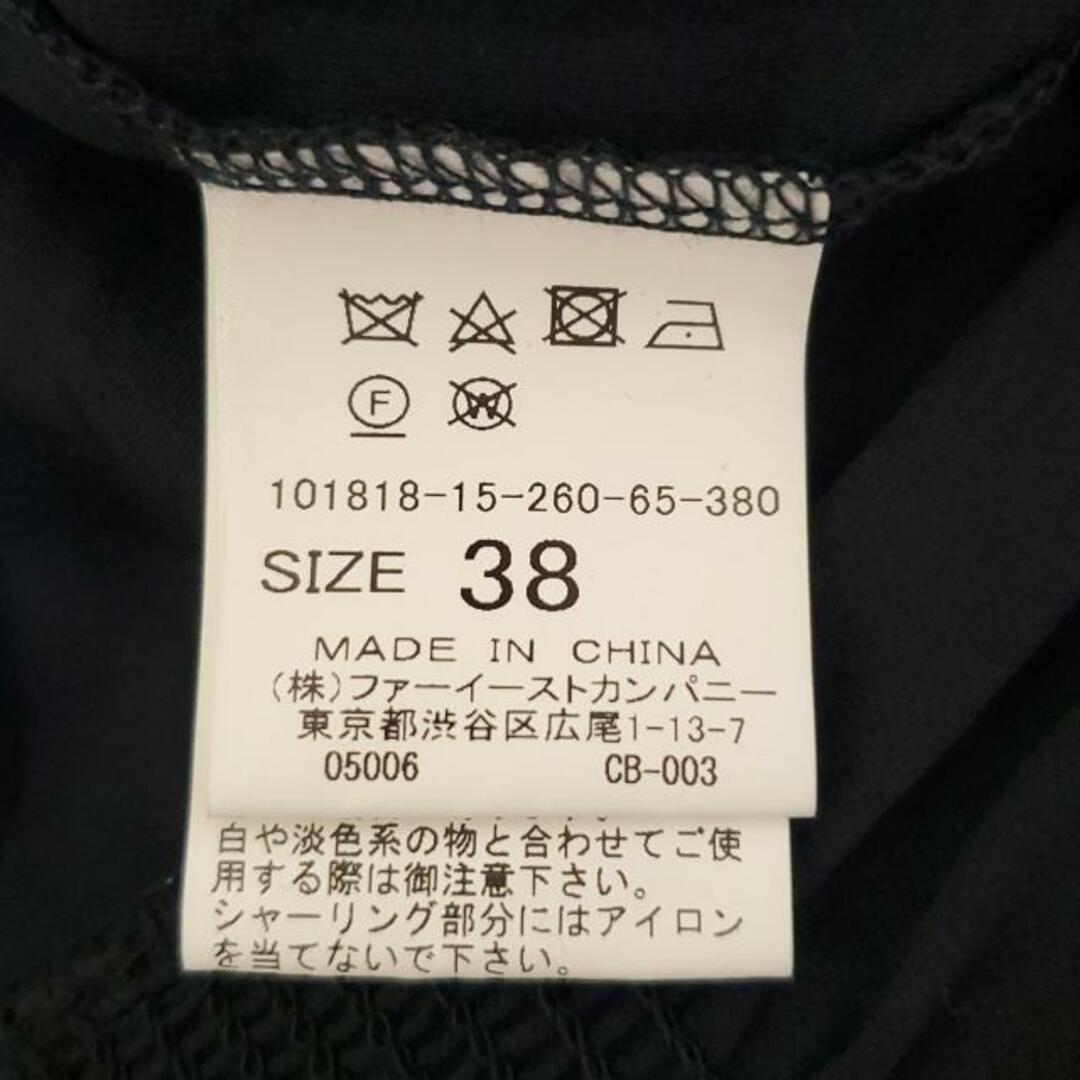 F W
101818-15-260-65-380
SIZE 38
MADE IN CHINA
(株)ファーイーストカンパニー
東京都渋谷区広尾1-13-7
05006 CB-003
白や淡色系の物と合わせてご使
用する際は御注意下さい。
シャーリング部分にはアイロン
を当てないで下さい。